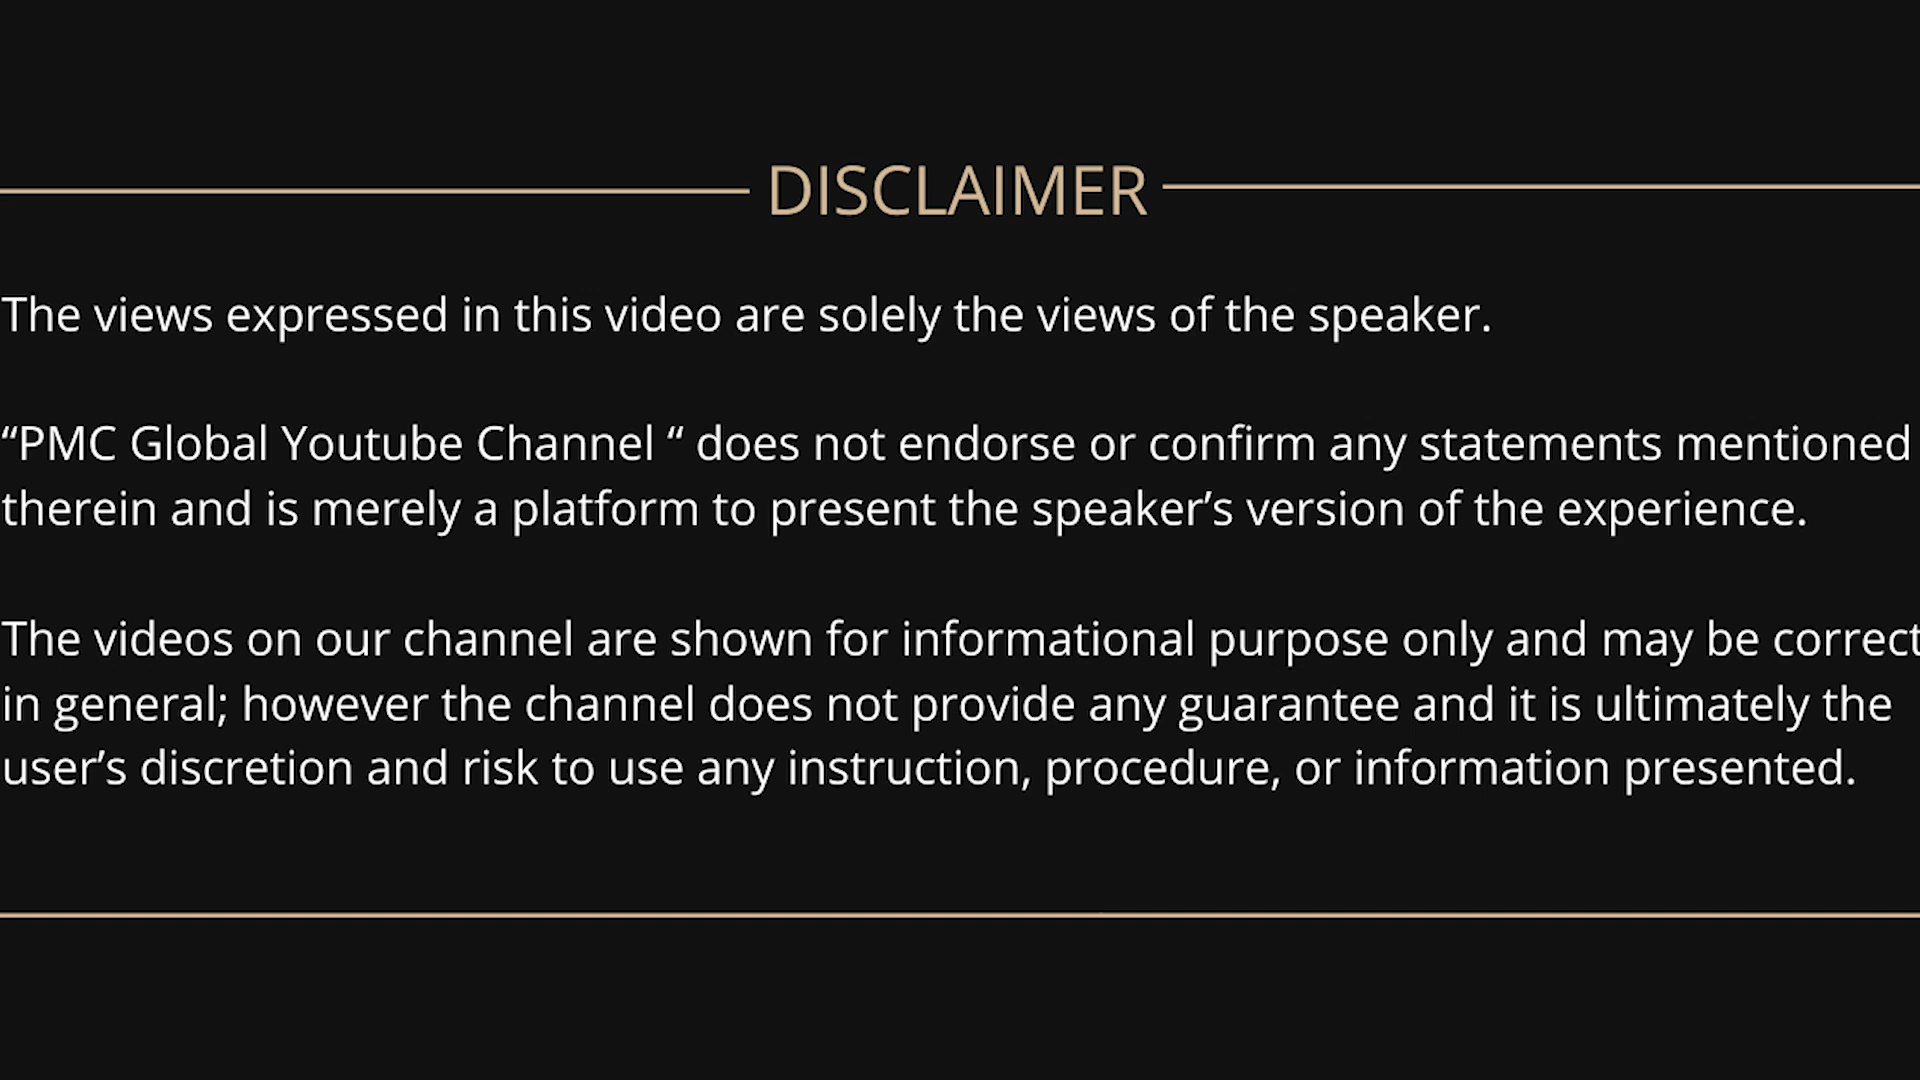 DISCLAIMER
The views expressed in this video are solely the views of the speaker.
“PMC Global Youtube Channel “ does not endorse or confirm any statements mentioned
therein and is merely a platform to present the speaker’s version of the experience.
The videos on our channel are shown for informational purpose only and may be correct
in general; however the channel does not provide any guarantee and it is ultimately the
user’s discretion and risk to use any instruction, procedure, or information presented.